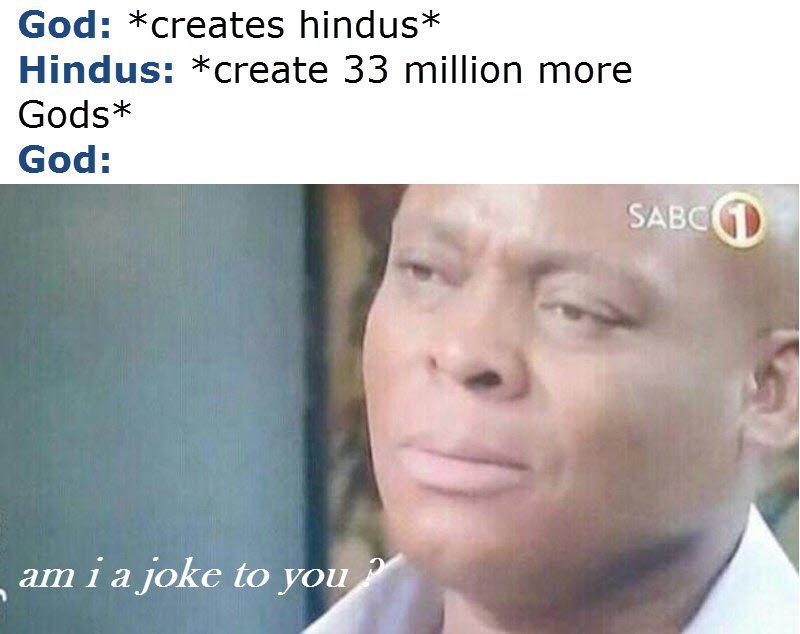 God: *creates hindus*
Hindus: *create 33 million more
Gods*
God:
SABC 1
am i a joke to you ?